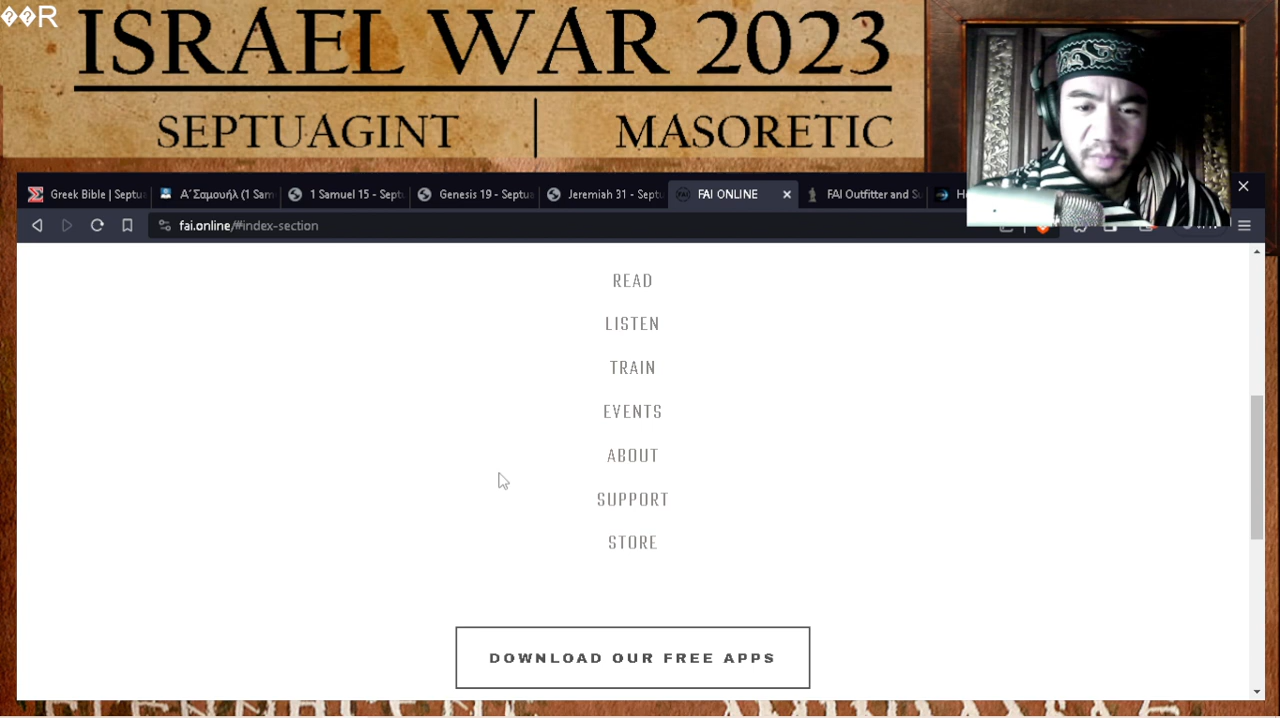 ��R
ISRAEL WAR 2023
SEPTUAGINT | MASORETIC
Greek Bible | Septu
Α΄Σαμουήλ (1 Sam
1 Samuel 15 - Sept
Genesis 19 - Septua
Jeremiah 31 - Sept
FAI ONLINE
FAI Outfitter and Su
fai.online/#index-section
READ
LISTEN
TRAIN
EVENTS
ABOUT
SUPPORT
STORE
DOWNLOAD OUR FREE APPS